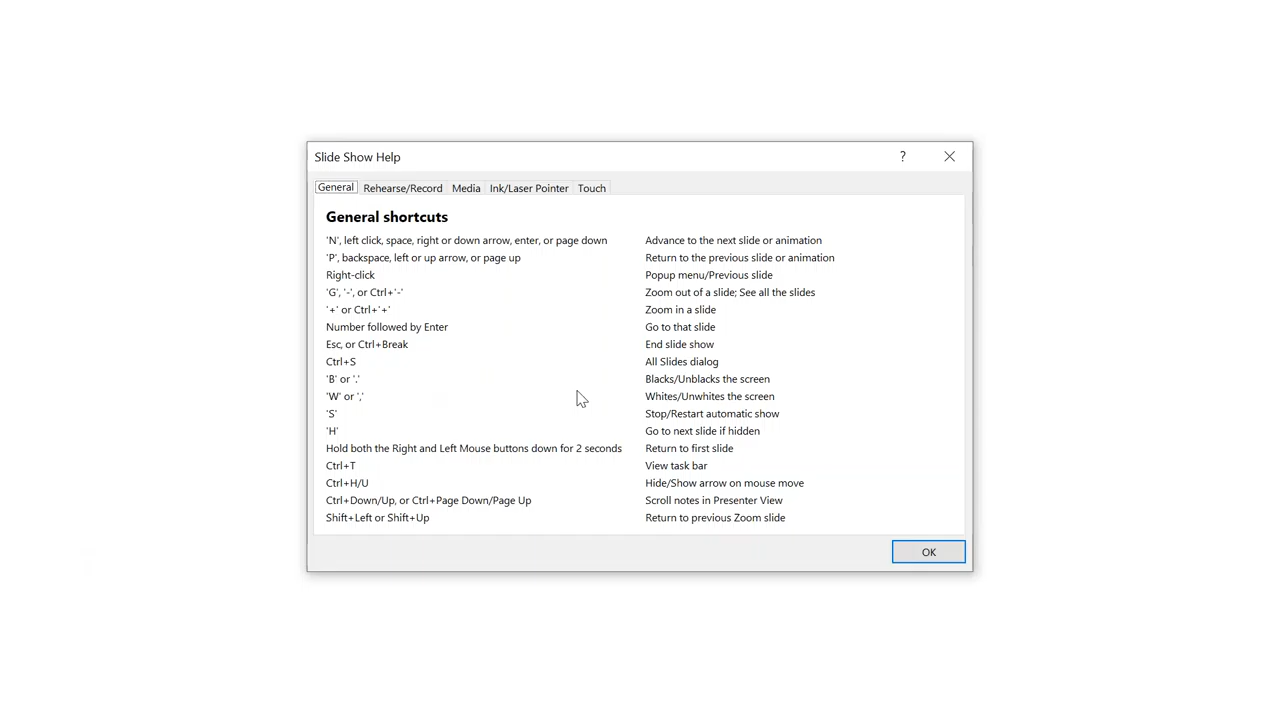 Slide Show Help
?
General Rehearse/Record Media Ink/Laser Pointer Touch
General shortcuts
'N', left click, space, right or down arrow, enter, or page down Advance to the next slide or animation
'P', backspace, left or up arrow, or page up Return to the previous slide or animation
Right-click Popup menu/Previous slide
'G', '-', or Ctrl+'-' Zoom out of a slide; See all the slides
'+' or Ctrl+'+' Zoom in a slide
Number followed by Enter Go to that slide
Esc, or Ctrl+Break End slide show
Ctrl+S All Slides dialog
'B' or '.' Blacks/Unblacks the screen
'W' or ',' Whites/Unwhites the screen
'S' Stop/Restart automatic show
'H' Go to next slide if hidden
Hold both the Right and Left Mouse buttons down for 2 seconds Return to first slide
Ctrl+T View task bar
Ctrl+H/U Hide/Show arrow on mouse move
Ctrl+Down/Up, or Ctrl+Page Down/Page Up Scroll notes in Presenter View
Shift+Left or Shift+Up Return to previous Zoom slide
OK